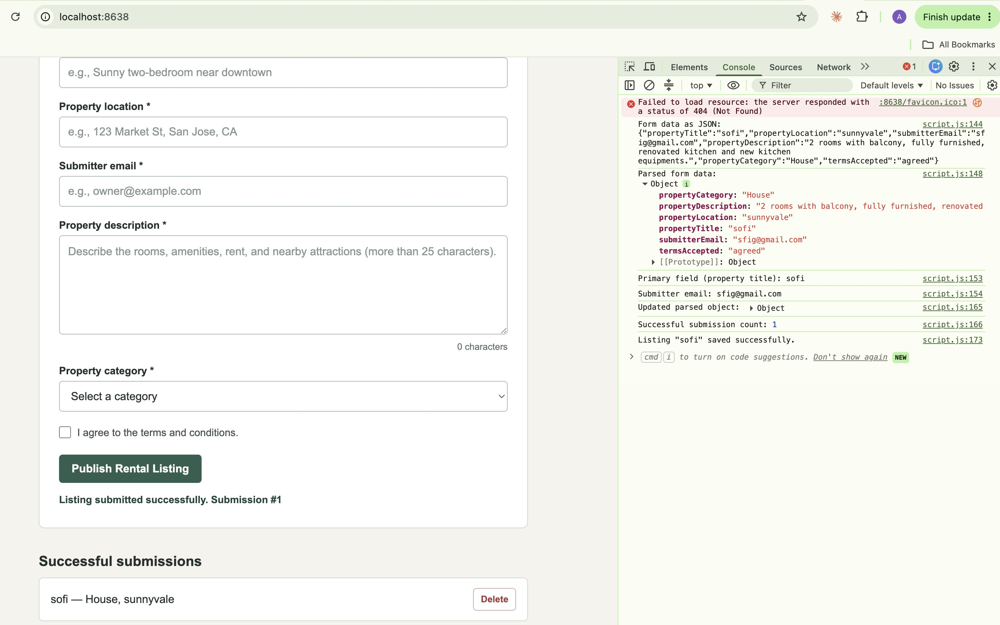 localhost:8638
A
Finish update
All Bookmarks
e.g., Sunny two-bedroom near downtown
Property location *
e.g., 123 Market St, San Jose, CA
Submitter email *
e.g., owner@example.com
Property description *
Describe the rooms, amenities, rent, and nearby attractions (more than 25 characters).
0 characters
Property category *
Select a category
I agree to the terms and conditions.
Publish Rental Listing
Listing submitted successfully. Submission #1
Successful submissions
sofi — House, sunnyvale
Delete
Elements Console Sources Network 1
top Filter Default levels No Issues
Failed to load resource: the server responded with :8638/favicon.ico:1
a status of 404 (Not Found)
Form data as JSON: script.js:144
{"propertyTitle":"sofi","propertyLocation":"sunnyvale","submitterEmail":"sf
ig@gmail.com","propertyDescription":"2 rooms with balcony, fully furnished,
renovated kitchen and new kitchen
equipments.","propertyCategory":"House","termsAccepted":"agreed"}
Parsed form data: script.js:148
Object i
propertyCategory: "House"
propertyDescription: "2 rooms with balcony, fully furnished, renovated
propertyLocation: "sunnyvale"
propertyTitle: "sofi"
submitterEmail: "sfig@gmail.com"
termsAccepted: "agreed"
[[Prototype]]: Object
Primary field (property title): sofi script.js:153
Submitter email: sfig@gmail.com script.js:154
Updated parsed object: Object script.js:165
Successful submission count: 1 script.js:166
Listing "sofi" saved successfully. script.js:173
cmd i to turn on code suggestions. Don't show again NEW